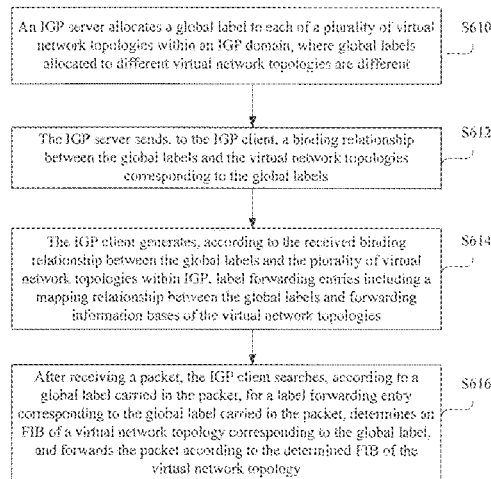 An IGP server allocates a global label to each of a plurality of virtual
network topologies within an IGP domain, where global labels
allocated to different virtual network topologies are different
S610
The IGP server sends, to the IGP client, a binding relationship
between the global labels and the virtual network topologies
corresponding to the global labels
S612
The IGP client generates, according to the received binding
relationship between the global labels and the plurality of virtual
network topologies within IGP, label forwarding entries including a
mapping relationship between the global labels and forwarding
information bases of the virtual network topologies
S614
After receiving a packet, the IGP client searches, according to a
global label carried in the packet, for a label forwarding entry
corresponding to the global label carried in the packet, determines an
FIB of a virtual network topology corresponding to the global label,
and forwards the packet according to the determined FIB of the
virtual network topology
S616